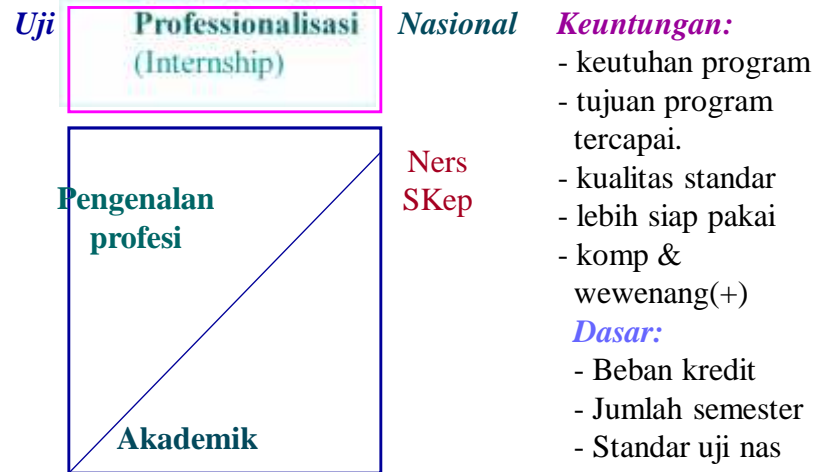 Uji Professionalisasi Nasional
(Internship)
Ners
SKep
Pengenalan
profesi
Akademik
Keuntungan:
- keutuhan program
- tujuan program
tercapai.
- kualitas standar
- lebih siap pakai
- komp &
wewenang(+)
Dasar:
- Beban kredit
- Jumlah semester
- Standar uji nas